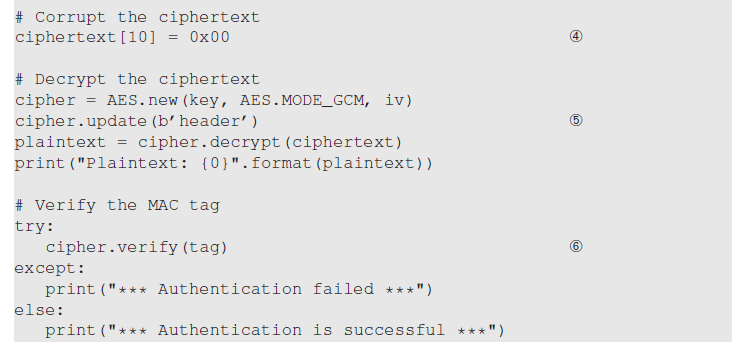 # Corrupt the ciphertext
ciphertext[10] = 0x00 ④
# Decrypt the ciphertext
cipher = AES.new(key, AES.MODE_GCM, iv)
cipher.update(b’header’) ⑤
plaintext = cipher.decrypt(ciphertext)
print("Plaintext: {0}".format(plaintext))
# Verify the MAC tag
try:
   cipher.verify(tag) ⑥
except:
   print("*** Authentication failed ***")
else:
   print("*** Authentication is successful ***")